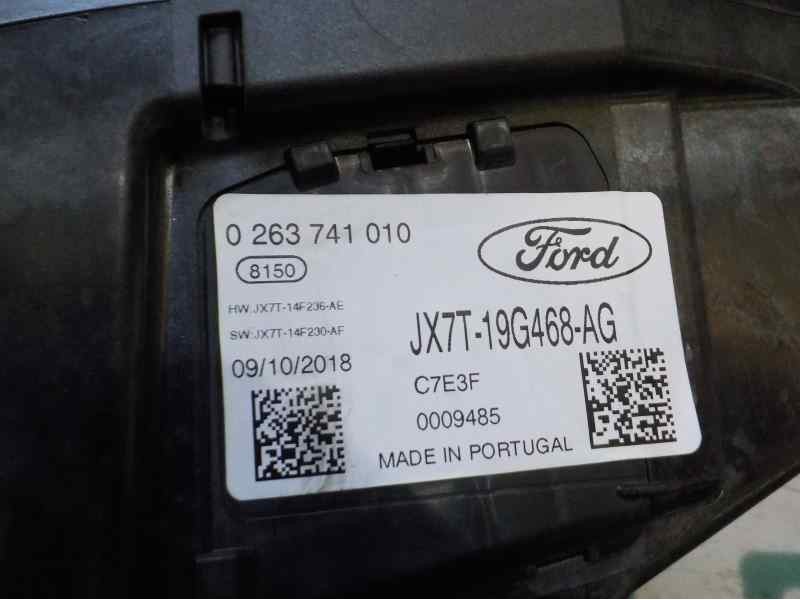 0 263 741 010
8150
Ford
HW:JX7T-14F236-AE
SW:JX7T-14F230-AF
JX7T-19G468-AG
09/10/2018
C7E3F
0009485
MADE IN PORTUGAL